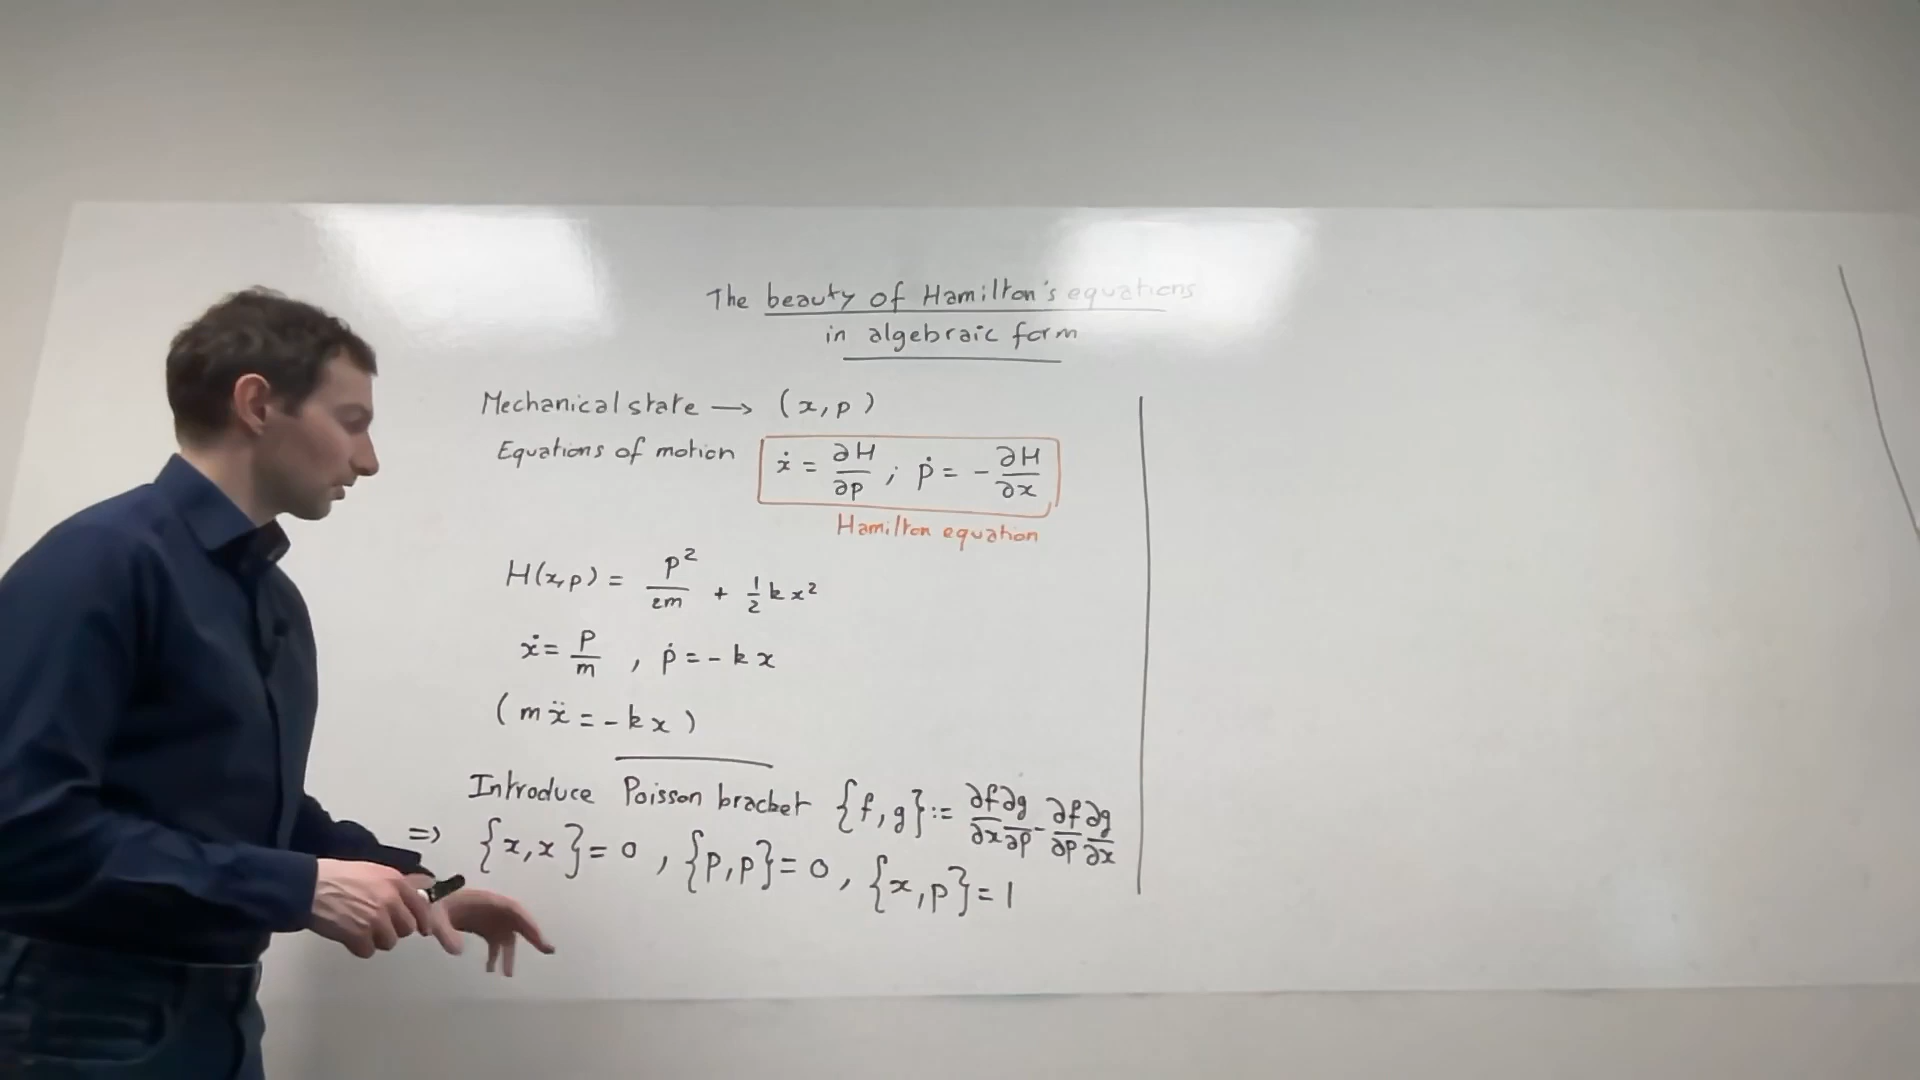 The beauty of Hamilton's equations
in algebraic form
Mechanical state → (x, p)
Equations of motion ẋ = ∂H/∂p ; ṗ = - ∂H/∂x
Hamilton equation
H(x,p) = p²/2m + 1/2 k x²
ẋ = p/m , ṗ = - k x
( m ẍ = - k x )
Introduce Poisson bracket {f, g} := ∂f/∂x ∂g/∂p - ∂f/∂p ∂g/∂x
=> {x, x} = 0 , {p, p} = 0 , {x, p} = 1